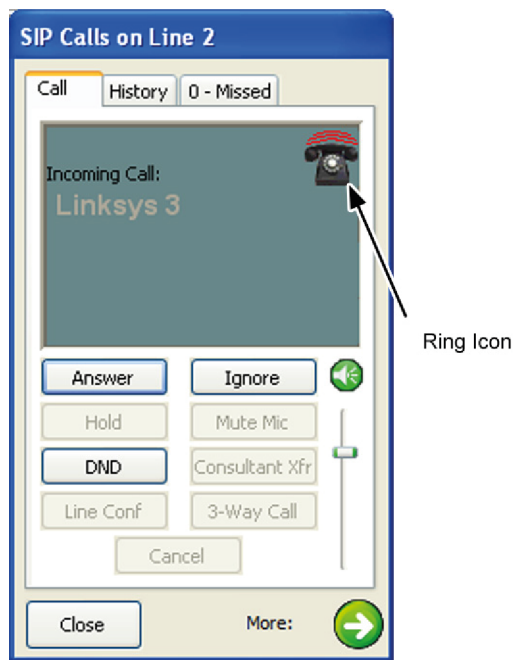 SIP Calls on Line 2
Call History 0 - Missed
Incoming Call:
Linksys 3
Ring Icon
Answer Ignore
Hold Mute Mic
DND Consultant Xfr
Line Conf 3-Way Call
Cancel
Close More: